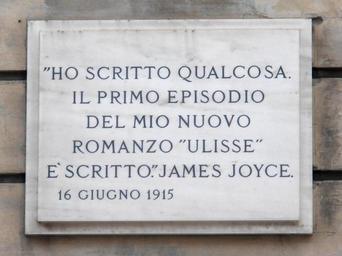 "HO SCRITTO QUALCOSA.
IL PRIMO EPISODIO
DEL MIO NUOVO
ROMANZO "ULISSE"
E' SCRITTO". JAMES JOYCE.
16 GIUGNO 1915